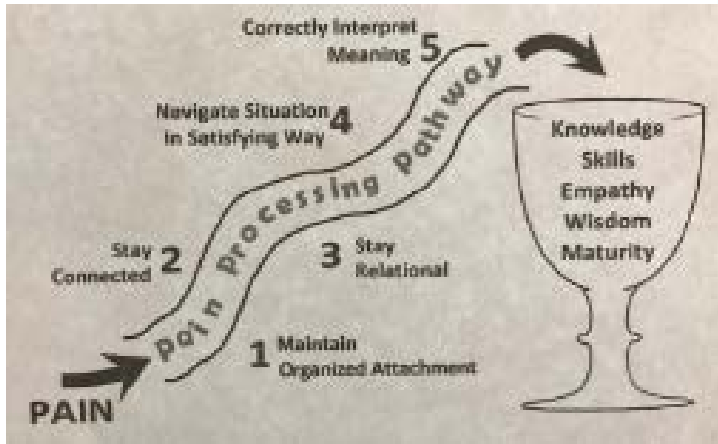 Correctly Interpret
Meaning 5
Navigate Situation 4
in Satisfying Way
Stay 2
Connected
3 Stay
Relational
1 Maintain
Organized Attachment
PAIN
Pain Processing Pathway
Knowledge
Skills
Empathy
Wisdom
Maturity